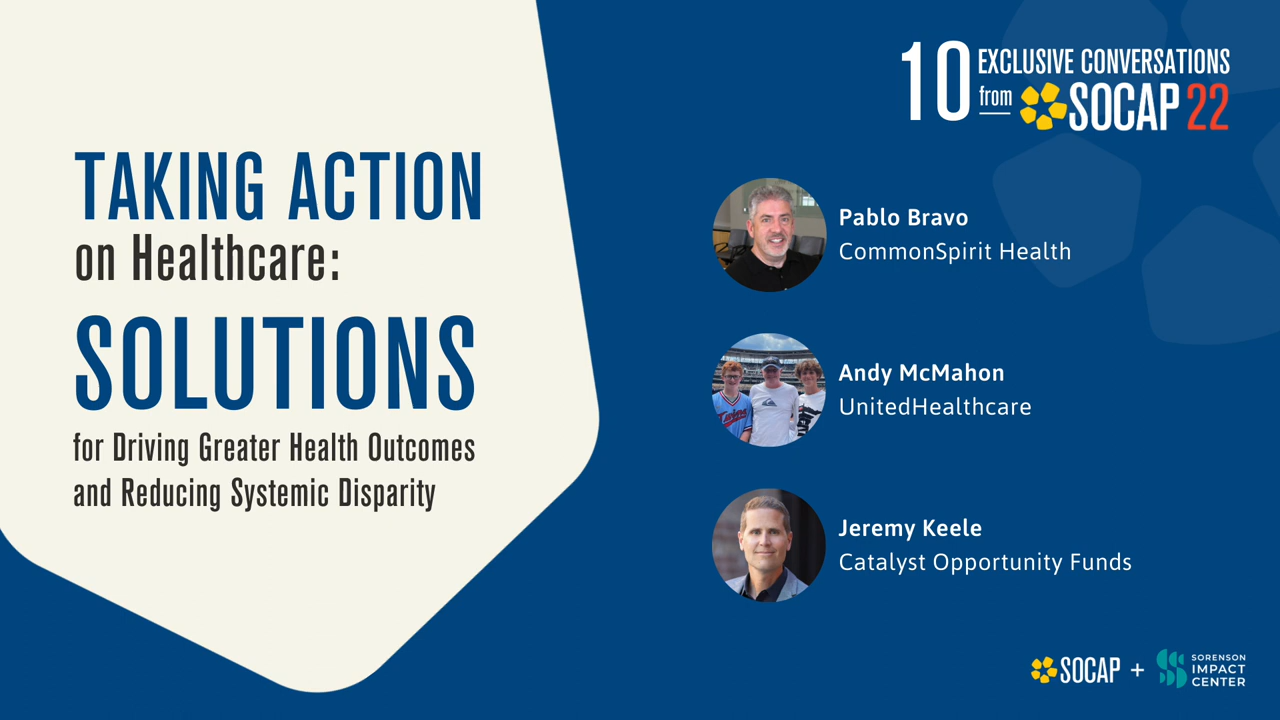 TAKING ACTION
on Healthcare:
SOLUTIONS
for Driving Greater Health Outcomes
and Reducing Systemic Disparity
10 EXCLUSIVE CONVERSATIONS
from SOCAP 22
Pablo Bravo
CommonSpirit Health
Andy McMahon
UnitedHealthcare
Jeremy Keele
Catalyst Opportunity Funds
SOCAP + SORENSON
IMPACT
CENTER